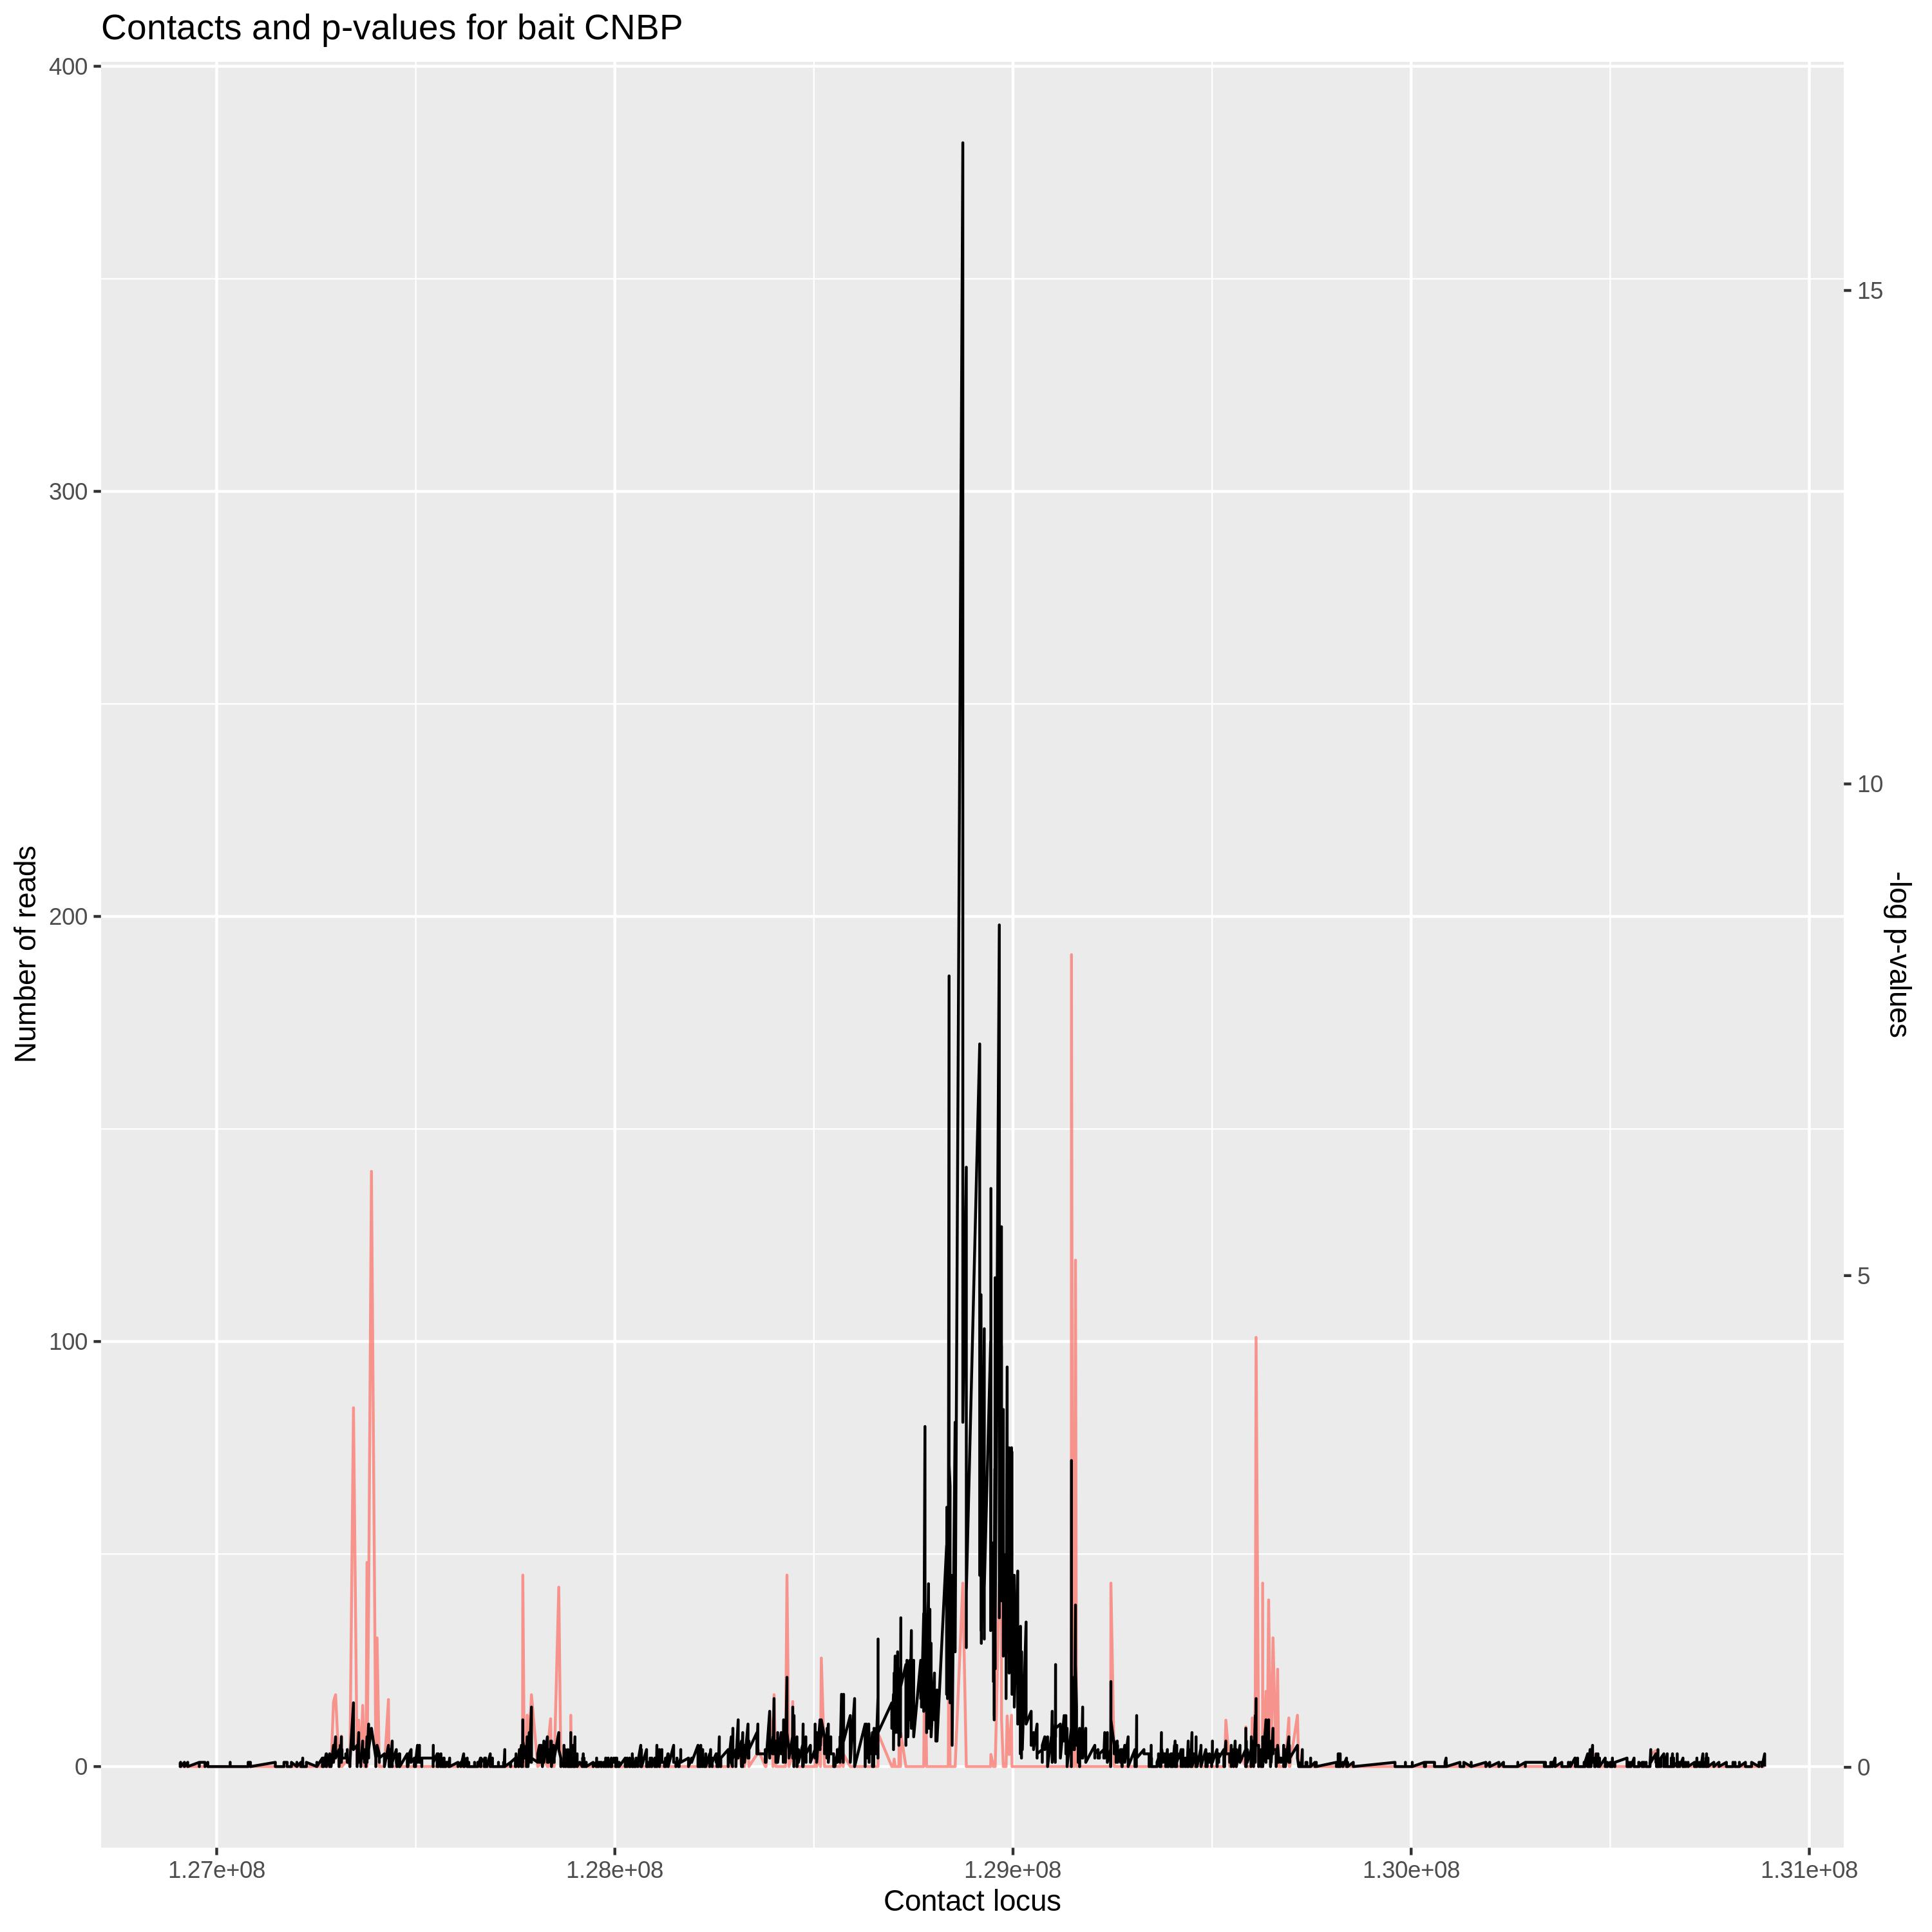 Contacts and p-values for bait CNBP
400
300
200
100
0
Number of reads
15
10
5
0
-log p-values
1.27e+08 1.28e+08 1.29e+08 1.30e+08 1.31e+08
Contact locus